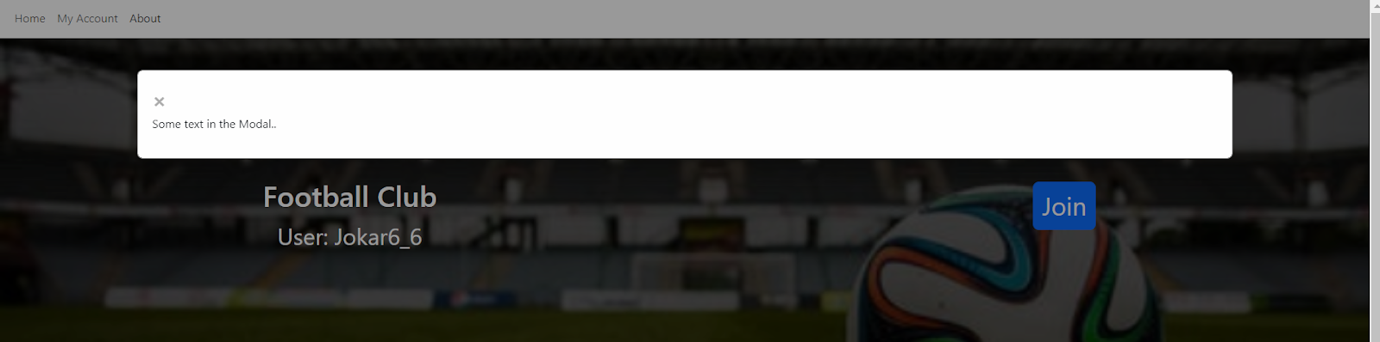 Home My Account About
×
Some text in the Modal..
Football Club
User: Jokar6_6
Join